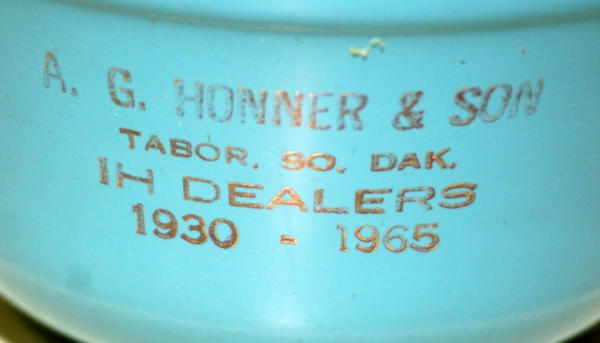 A. G. HONNER & SON
TABOR, SO. DAK.
IH DEALERS
1930 - 1965